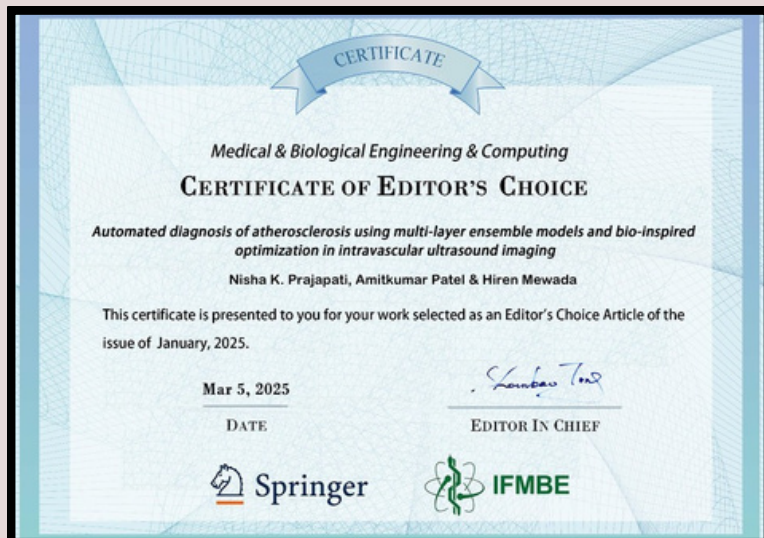 CERTIFICATE
Medical & Biological Engineering & Computing
CERTIFICATE OF EDITOR'S CHOICE
Automated diagnosis of atherosclerosis using multi-layer ensemble models and bio-inspired
optimization in intravascular ultrasound imaging
Nisha K. Prajapati, Amitkumar Patel & Hiren Mewada
This certificate is presented to you for your work selected as an Editor's Choice Article of the
issue of January, 2025.
Mar 5, 2025
DATE
EDITOR IN CHIEF
Springer
IFMBE